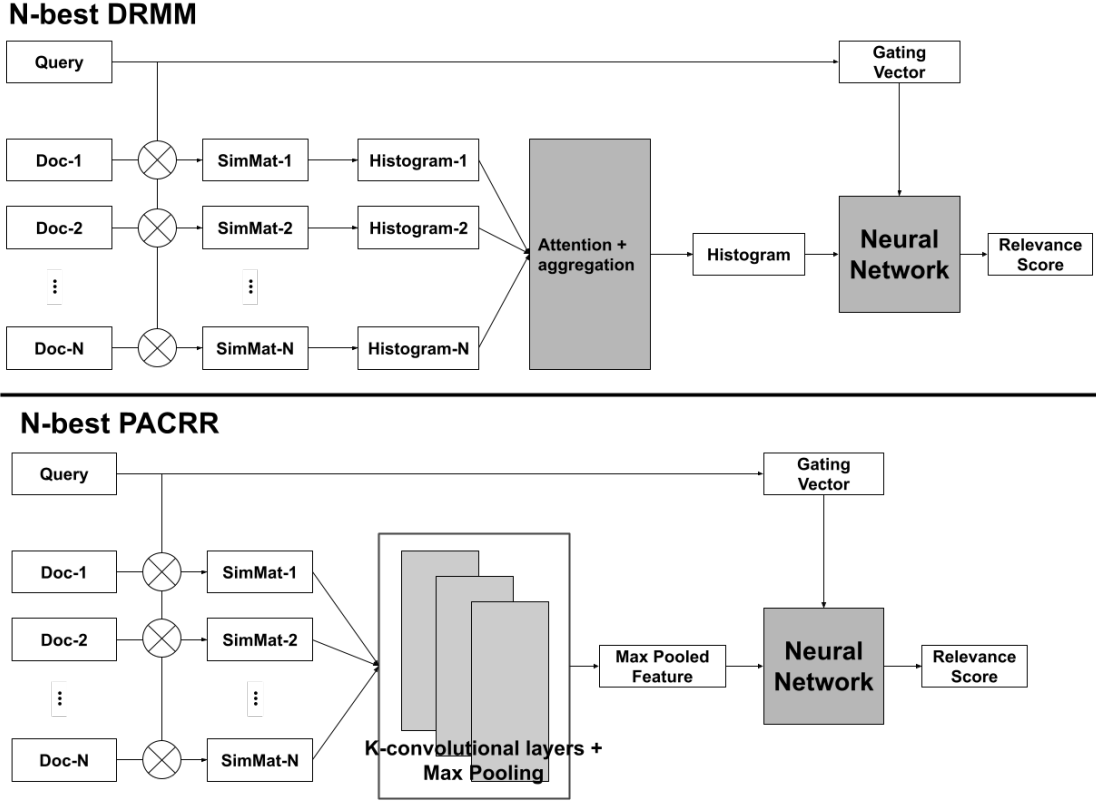 N-best DRMM
Query
Gating
Vector
Doc-1
SimMat-1
Histogram-1
Doc-2
SimMat-2
Histogram-2
Attention +
aggregation
Histogram
Neural
Network
Relevance
Score
Doc-N
SimMat-N
Histogram-N
N-best PACRR
Query
Gating
Vector
Doc-1
SimMat-1
Doc-2
SimMat-2
Max Pooled
Feature
Neural
Network
Relevance
Score
Doc-N
SimMat-N
K-convolutional layers +
Max Pooling